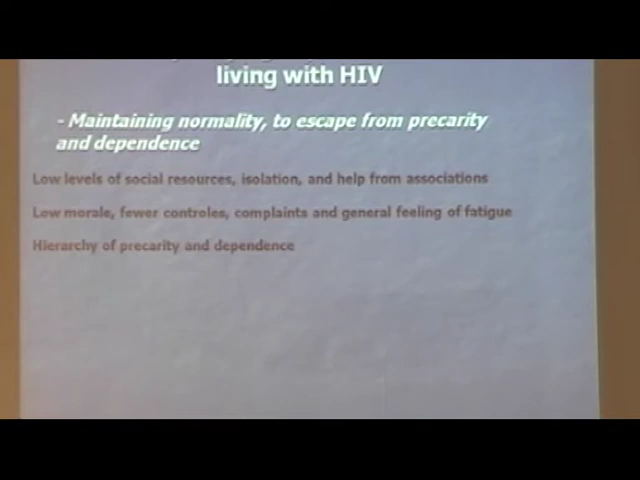 living with HIV
- Maintaining normality, to escape from precarity
and dependence
Low levels of social resources, isolation, and help from associations
Low morale, fewer controles, complaints and general feeling of fatigue
Hierarchy of precarity and dependence